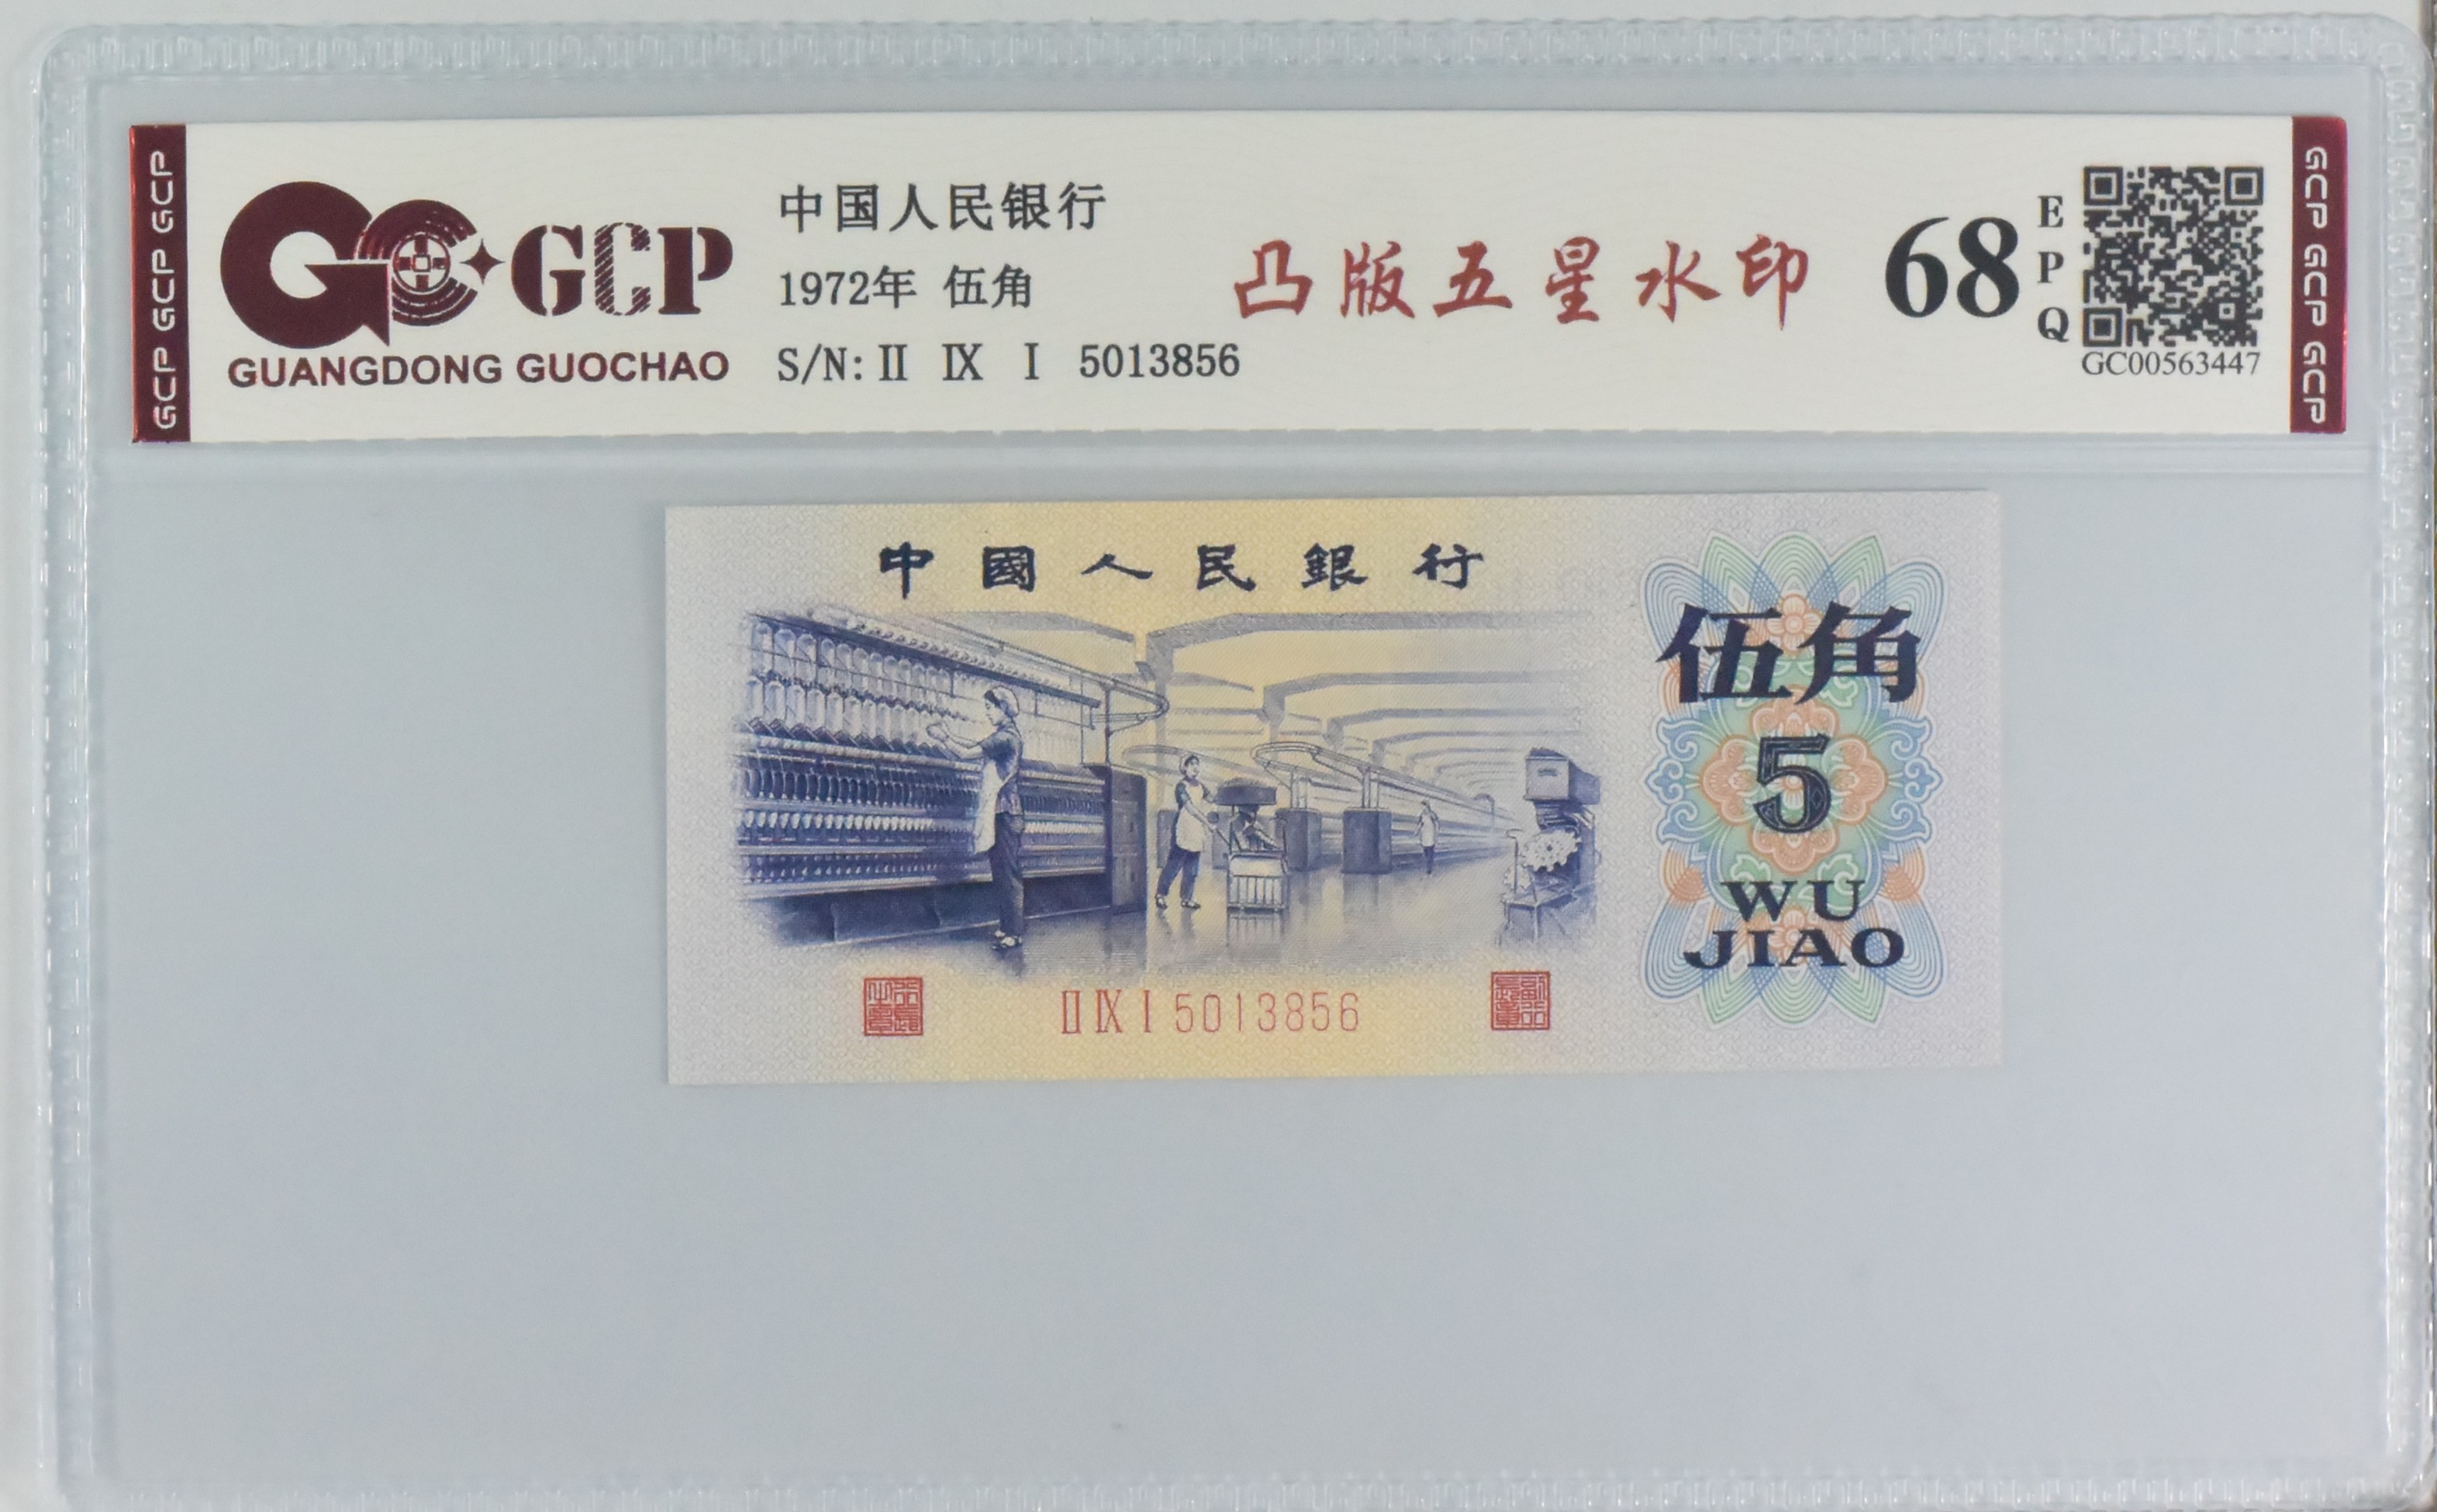 GCP GCP GCP
GCP
GUANGDONG GUOCHAO
中国人民银行
1972年 伍角
S/N: II IX I 5013856
凸版五星水印
68
E
P
Q
GC00563447
GCP GCP GCP
中國人民銀行
伍角
5
WU
JIAO
II IX I 5013856